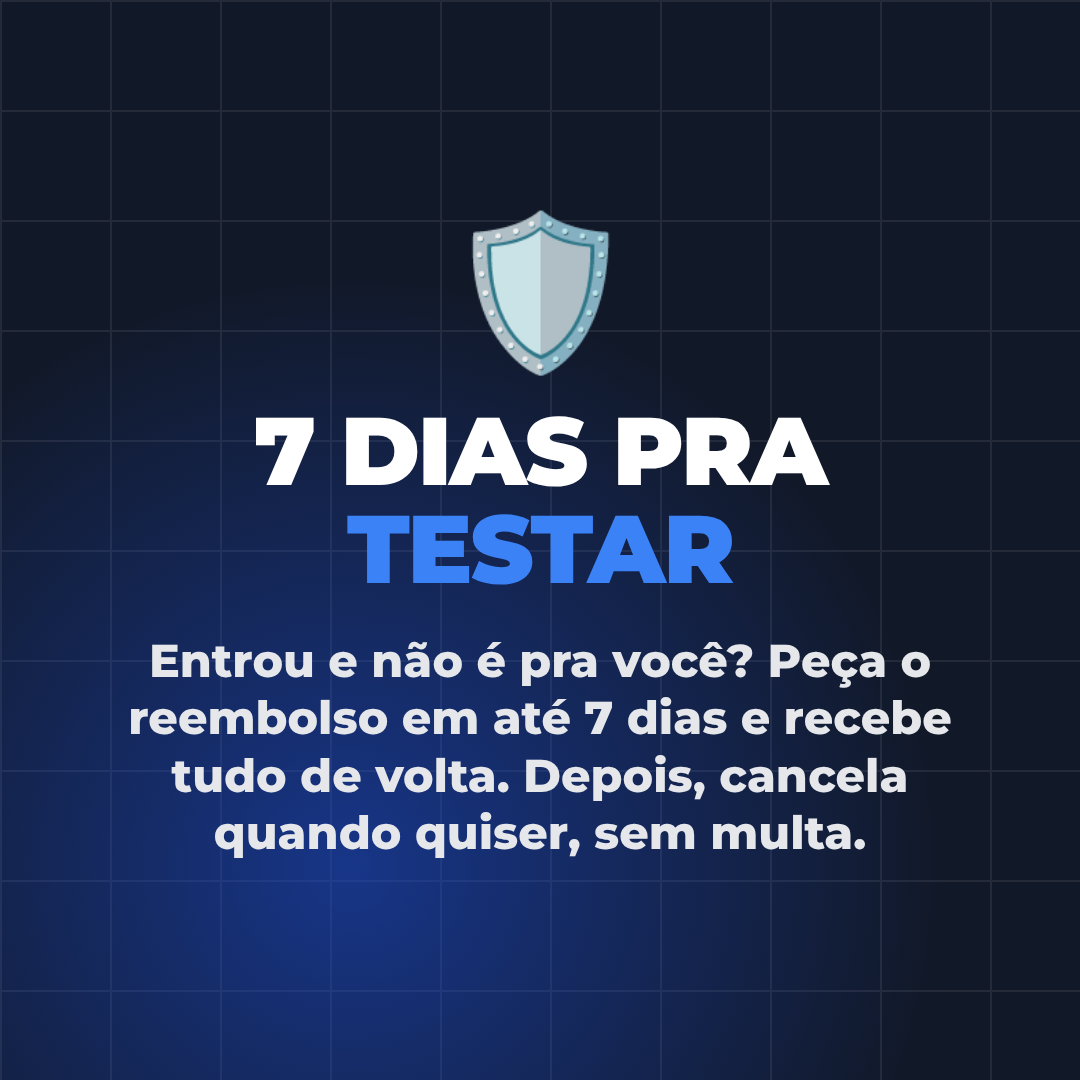 7 DIAS PRA
TESTAR
Entrou e não é pra você? Peça o
reembolso em até 7 dias e recebe
tudo de volta. Depois, cancela
quando quiser, sem multa.